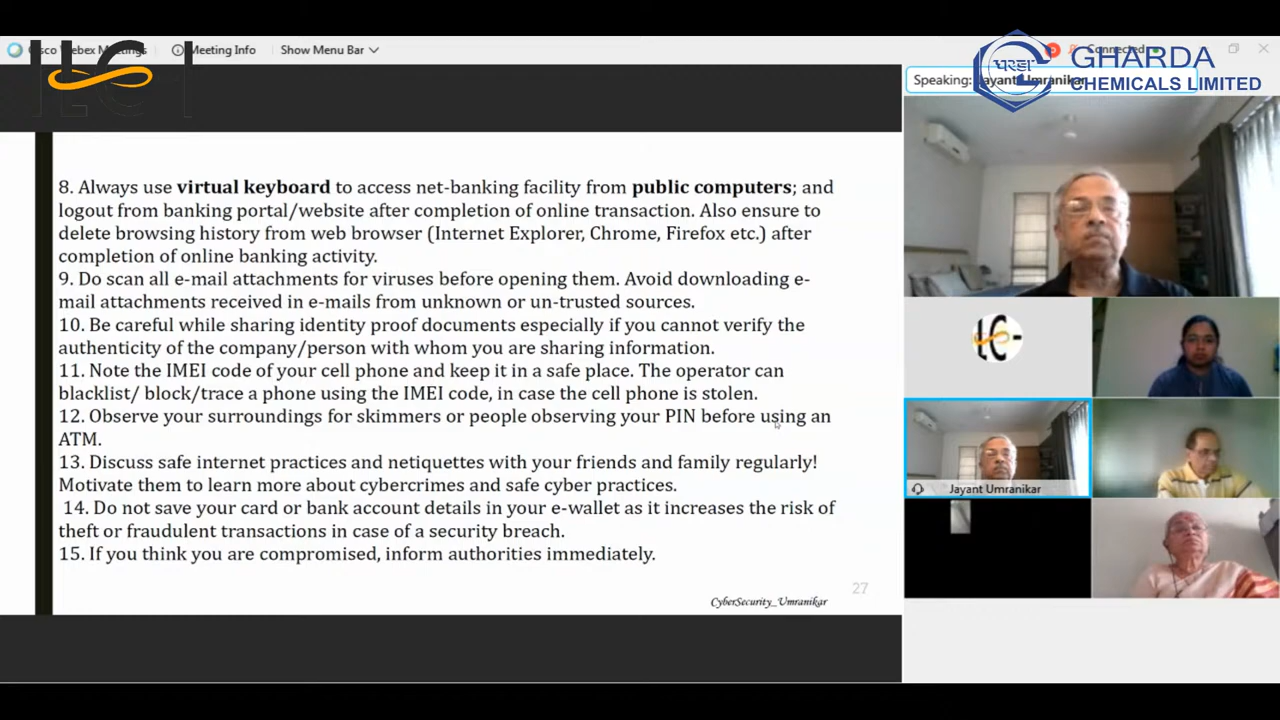 Cisco Webex Meetings
Meeting Info
Show Menu Bar
Connected
ILCI
घरडा
GHARDA
CHEMICALS LIMITED
Speaking: Jayant Umranikar
8. Always use virtual keyboard to access net-banking facility from public computers; and
logout from banking portal/website after completion of online transaction. Also ensure to
delete browsing history from web browser (Internet Explorer, Chrome, Firefox etc.) after
completion of online banking activity.
9. Do scan all e-mail attachments for viruses before opening them. Avoid downloading e-
mail attachments received in e-mails from unknown or un-trusted sources.
10. Be careful while sharing identity proof documents especially if you cannot verify the
authenticity of the company/person with whom you are sharing information.
11. Note the IMEI code of your cell phone and keep it in a safe place. The operator can
blacklist/ block/trace a phone using the IMEI code, in case the cell phone is stolen.
12. Observe your surroundings for skimmers or people observing your PIN before using an
ATM.
13. Discuss safe internet practices and netiquettes with your friends and family regularly!
Motivate them to learn more about cybercrimes and safe cyber practices.
14. Do not save your card or bank account details in your e-wallet as it increases the risk of
theft or fraudulent transactions in case of a security breach.
15. If you think you are compromised, inform authorities immediately.
27
CyberSecurity_Umranikar
Jayant Umranikar